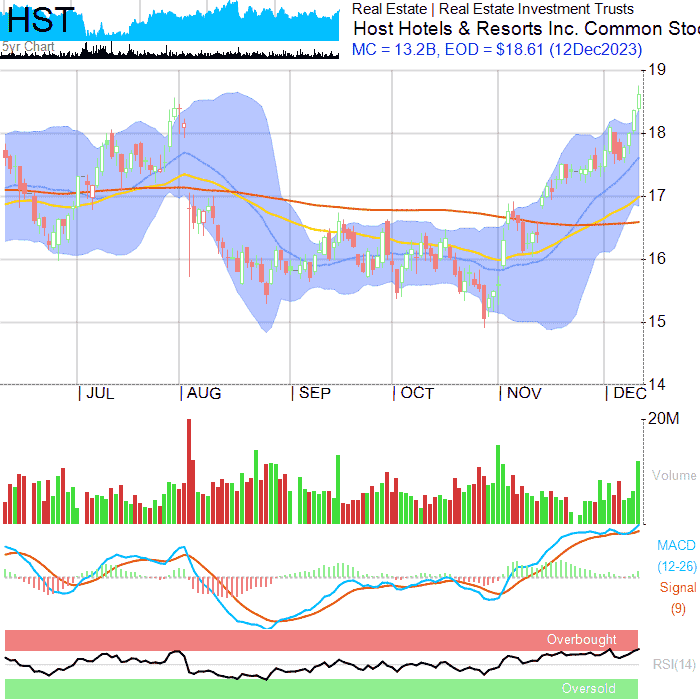 HST
5yr Chart
Real Estate | Real Estate Investment Trusts
Host Hotels & Resorts Inc. Common Stoc
MC = 13.2B, EOD = $18.61 (12Dec2023)
19
18
17
16
15
14
| JUL | AUG | SEP | OCT | NOV | DEC
20M
Volume
MACD
(12-26)
Signal
(9)
Overbought
RSI(14)
Oversold